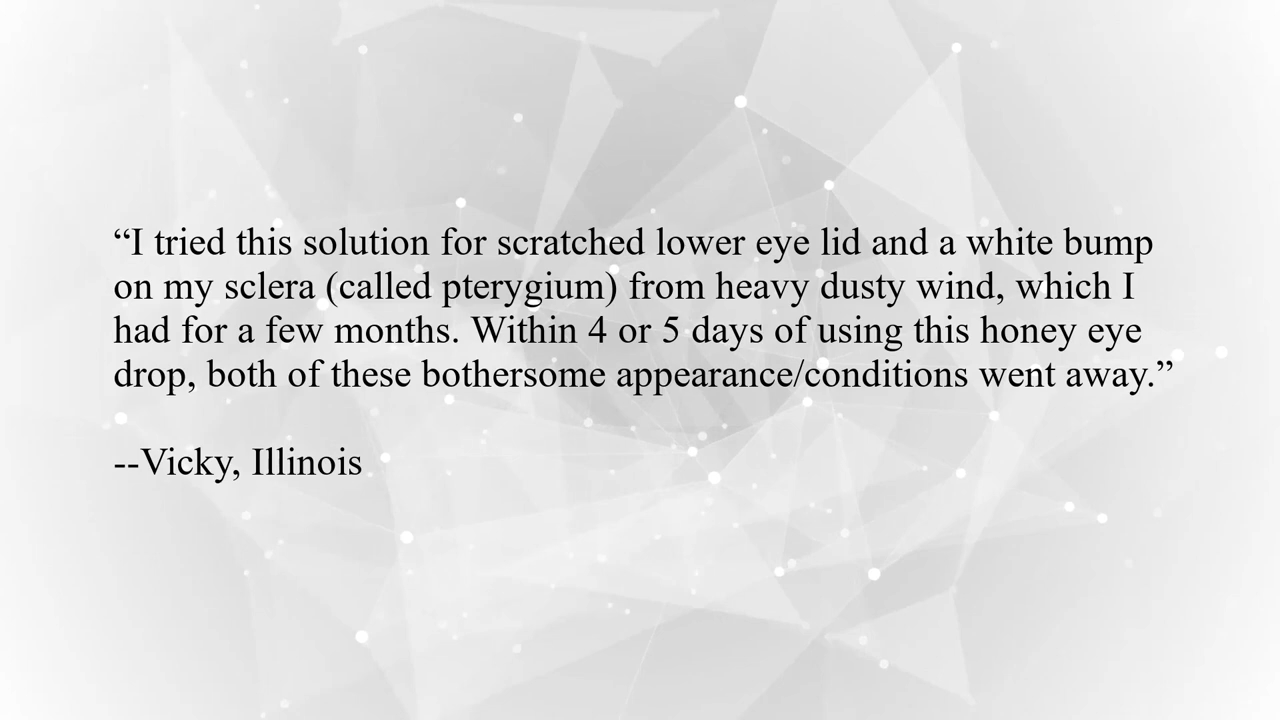 “I tried this solution for scratched lower eye lid and a white bump
on my sclera (called pterygium) from heavy dusty wind, which I
had for a few months. Within 4 or 5 days of using this honey eye
drop, both of these bothersome appearance/conditions went away.”
--Vicky, Illinois